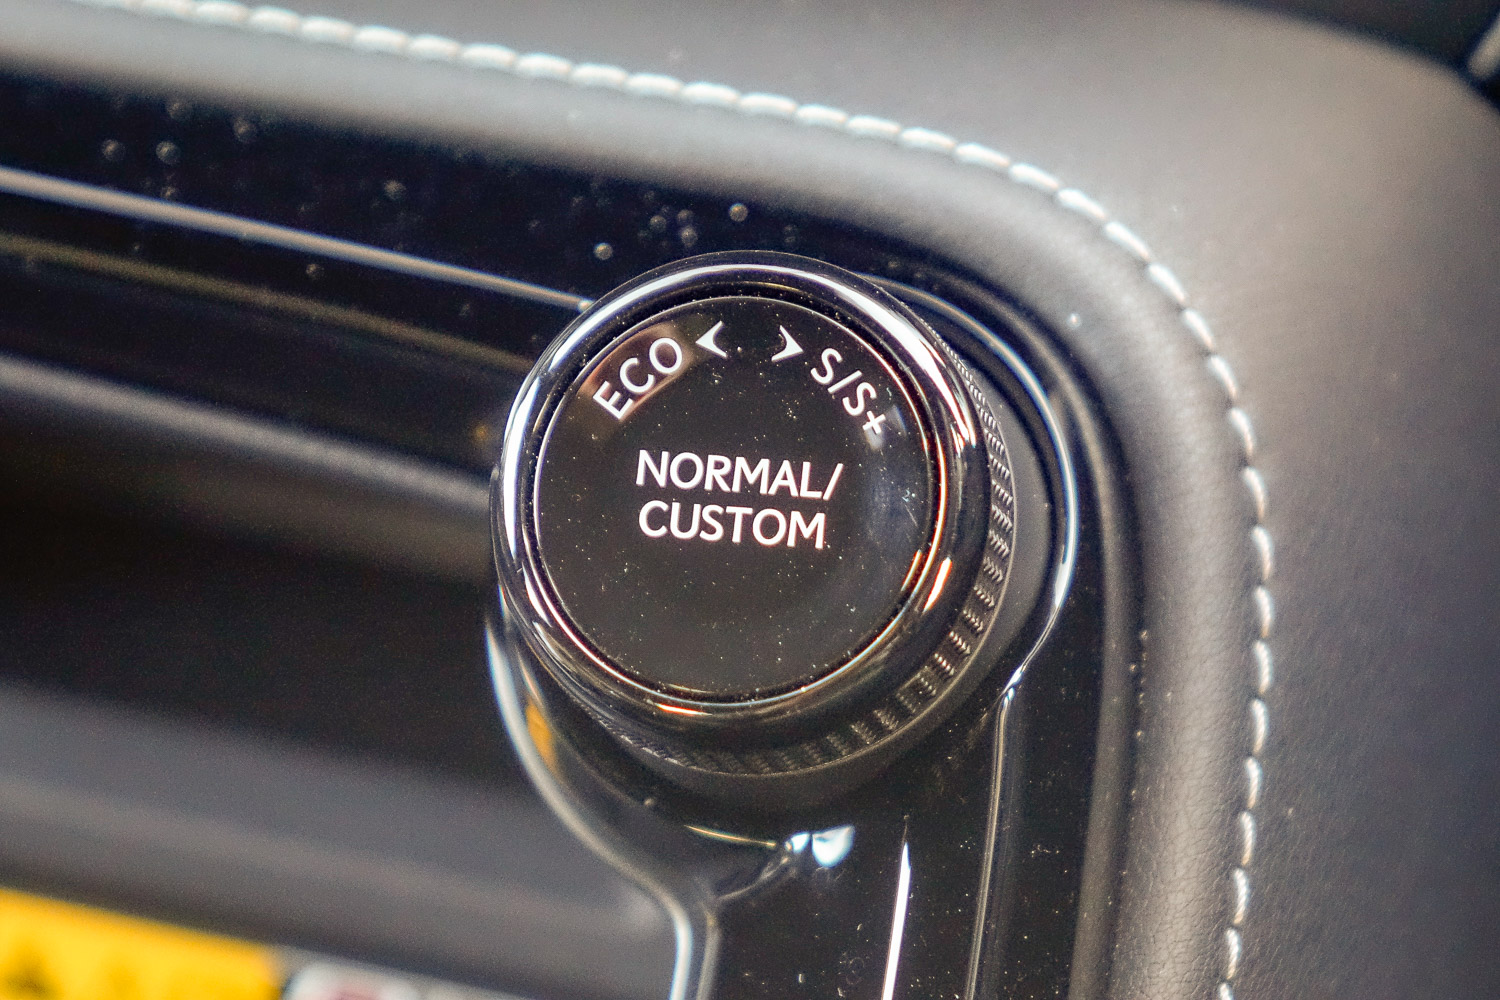 ECO < > S/S+
NORMAL/
CUSTOM